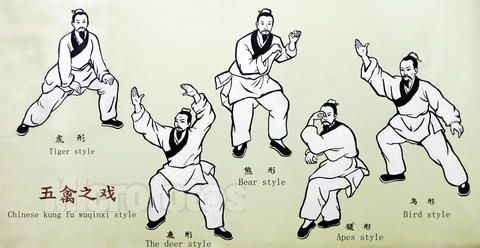 虎 形
Tiger style
熊 形
Bear style
五禽之戏
Chinese kung fu wuqinxi style
鹿 形
The deer style
猿 形
Apes style
鸟 形
Bird style